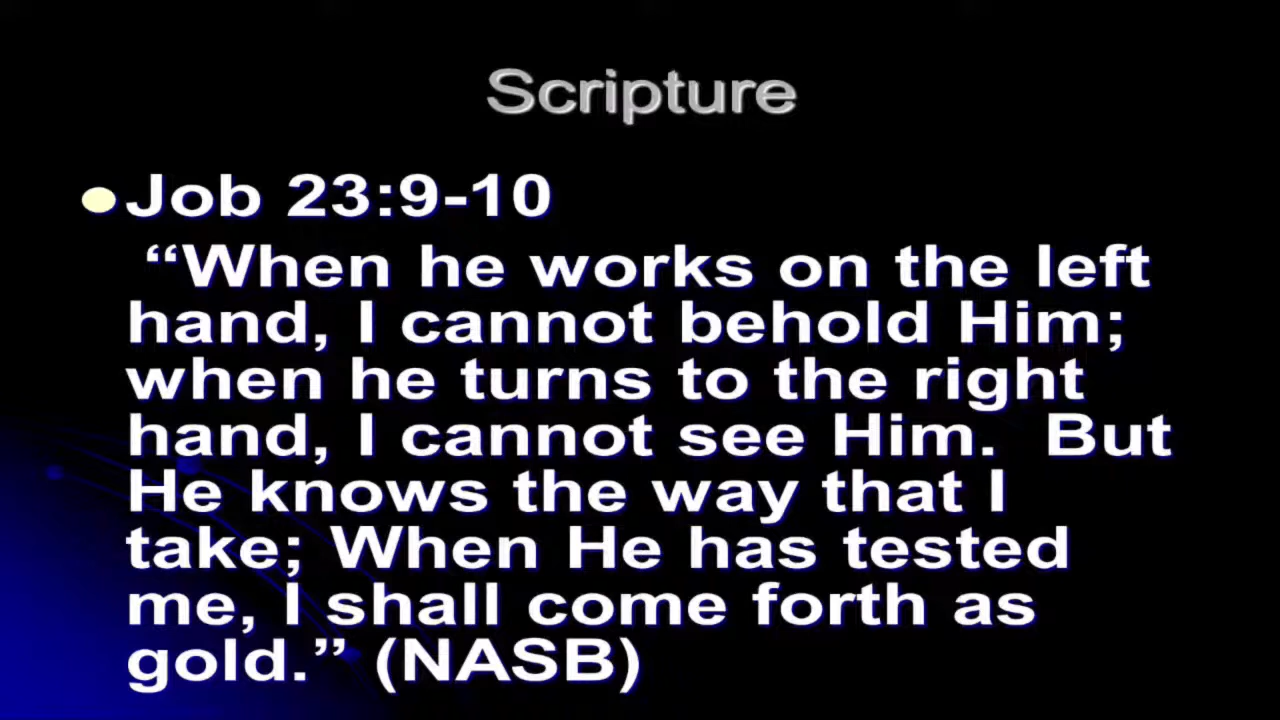 Scripture
Job 23:9-10
“When he works on the left
hand, I cannot behold Him;
when he turns to the right
hand, I cannot see Him.  But
He knows the way that I
take; When He has tested
me, I shall come forth as
gold.” (NASB)